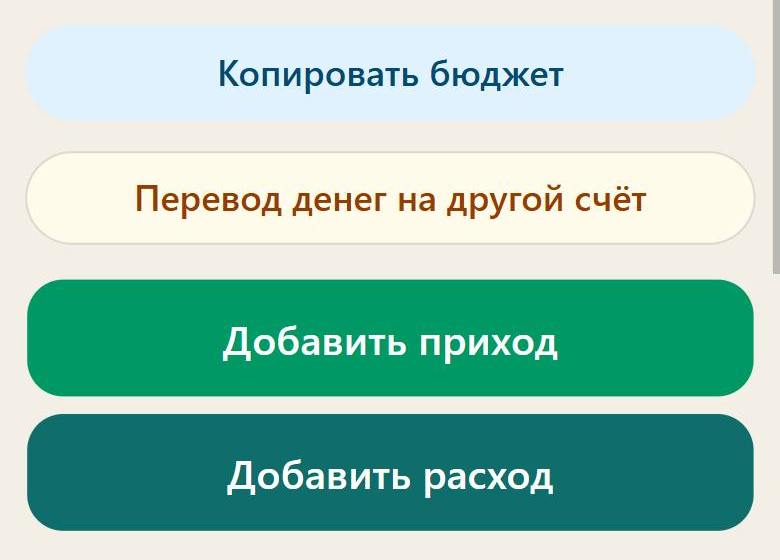 Копировать бюджет
Перевод денег на другой счёт
Добавить приход
Добавить расход